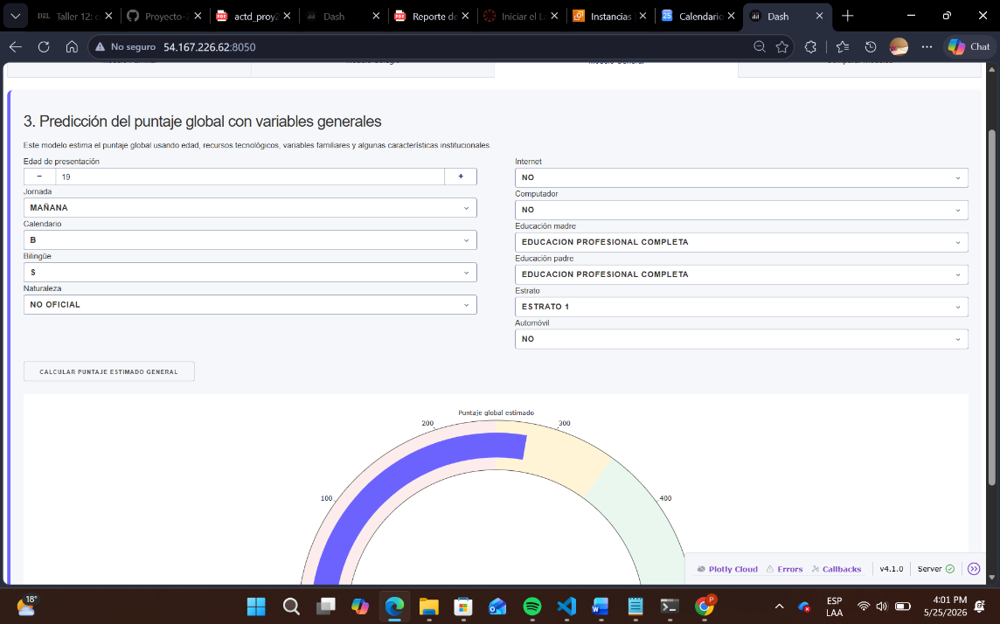 Taller 12: c
Proyecto-2
actd_proy2
Dash
Reporte de
Iniciar el La
Instancias
Calendario
Dash
No seguro 54.167.226.62:8050
Chat
3. Predicción del puntaje global con variables generales
Este modelo estima el puntaje global usando edad, recursos tecnológicos, variables familiares y algunas características institucionales.
Edad de presentación
− 19 +
Jornada
MAÑANA
Calendario
B
Bilingüe
S
Naturaleza
NO OFICIAL
Internet
NO
Computador
NO
Educación madre
EDUCACION PROFESIONAL COMPLETA
Educación padre
EDUCACION PROFESIONAL COMPLETA
Estrato
ESTRATO 1
Automóvil
NO
CALCULAR PUNTAJE ESTIMADO GENERAL
Puntaje global estimado
200
300
100
400
Plotly Cloud Errors Callbacks v4.1.0 Server
18°
ESP
LAA
4:01 PM
5/25/2026